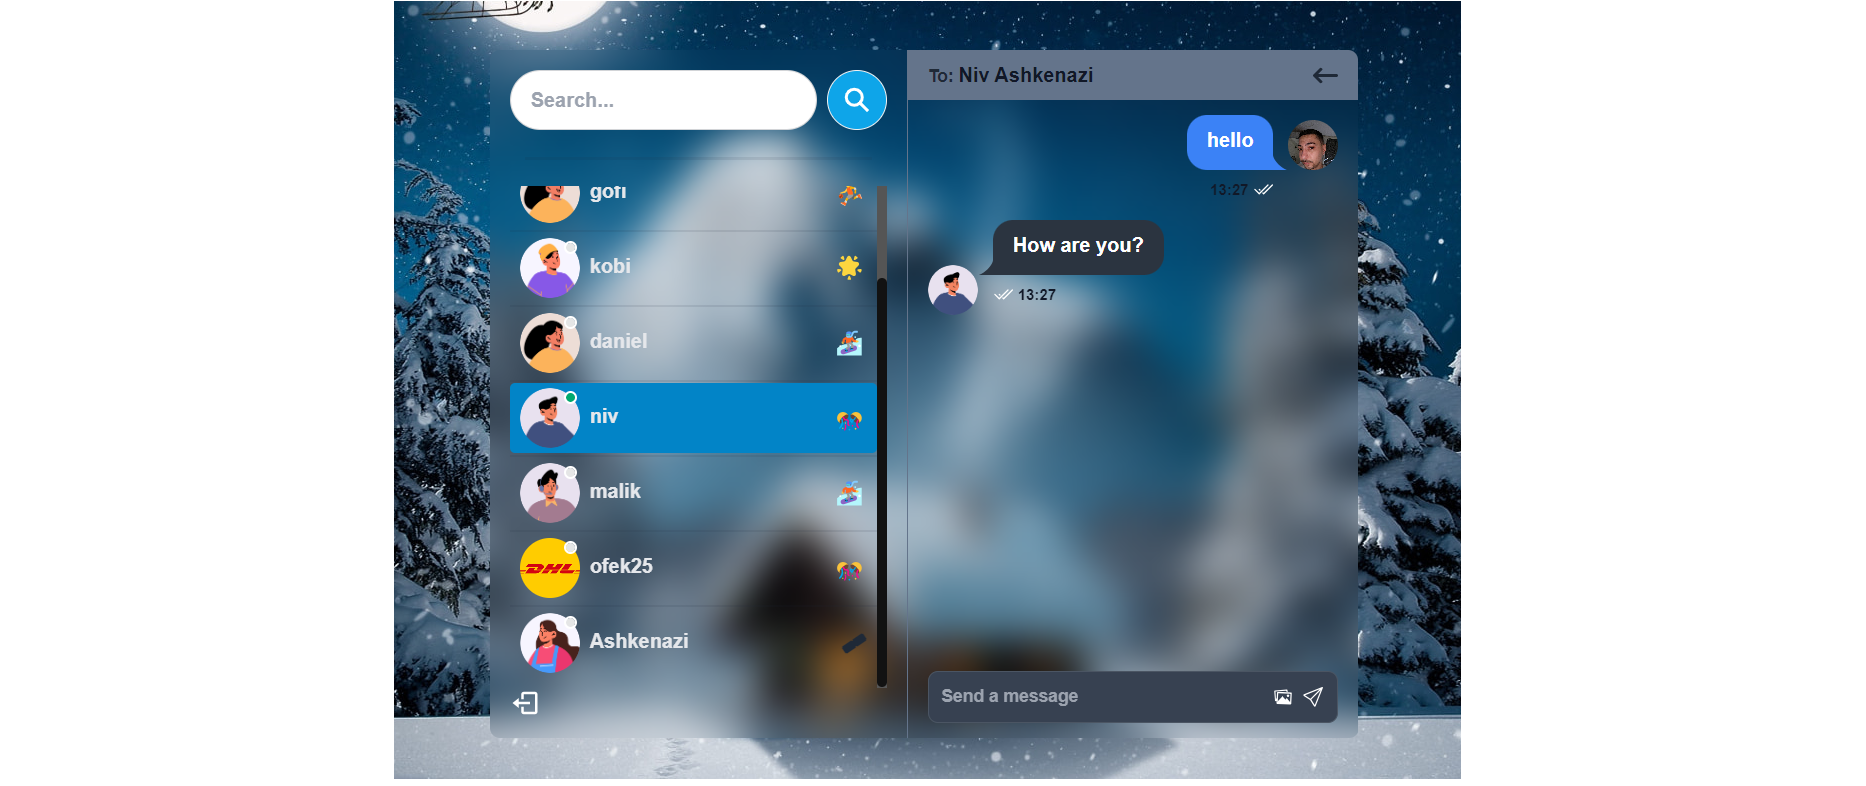 Search...
gofi
kobi
daniel
niv
malik
DHL
ofek25
Ashkenazi
To: Niv Ashkenazi
hello
13:27
How are you?
13:27
Send a message